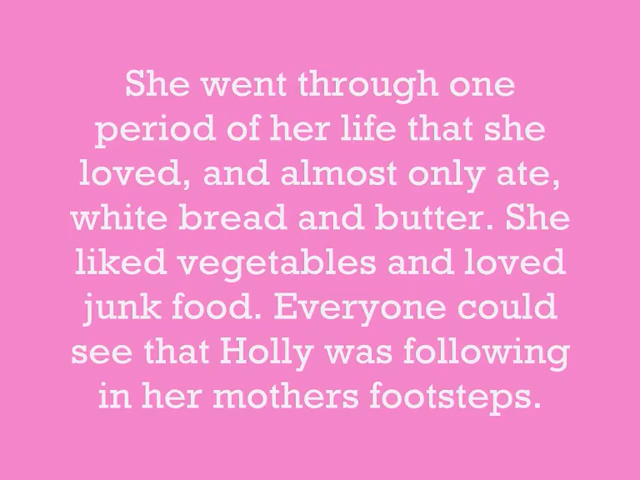 She went through one
period of her life that she
loved, and almost only ate,
white bread and butter. She
liked vegetables and loved
junk food. Everyone could
see that Holly was following
in her mothers footsteps.